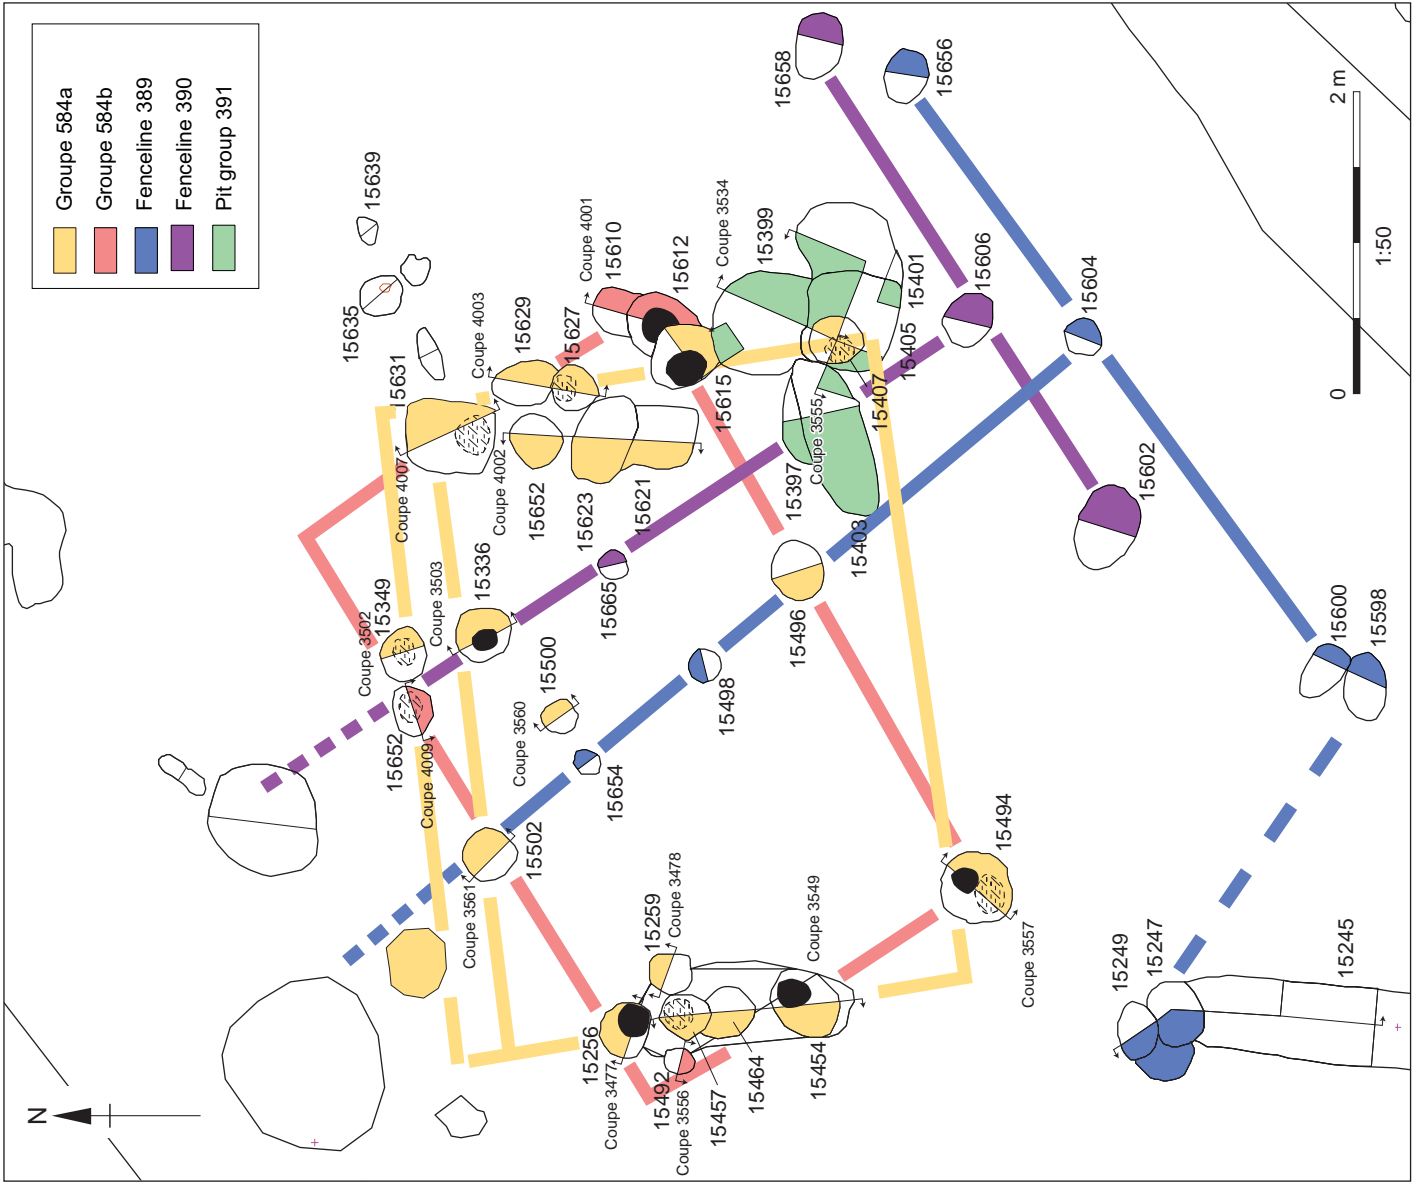 Groupe 584a
Groupe 584b
Fenceline 389
Fenceline 390
Pit group 391
15658
15656
15639
15635
15631
Coupe 4003
15629
15627
Coupe 4001
15610
15612
Coupe 3534
15399
15401
15405
15407
15606
15604
15615
Coupe 4007
Coupe 4002
15652
15623
15621
15397
Coupe 3555
15403
15602
Coupe 3502
15349
Coupe 3503
15336
15665
15496
15500
Coupe 3560
15498
15654
15652
Coupe 4009
15502
Coupe 3561
15259
Coupe 3478
Coupe 3549
15494
Coupe 3557
15256
Coupe 3477
15492
Coupe 3556
15457
15464
15454
15600
15598
15249
15247
15245
N
0
2 m
1:50